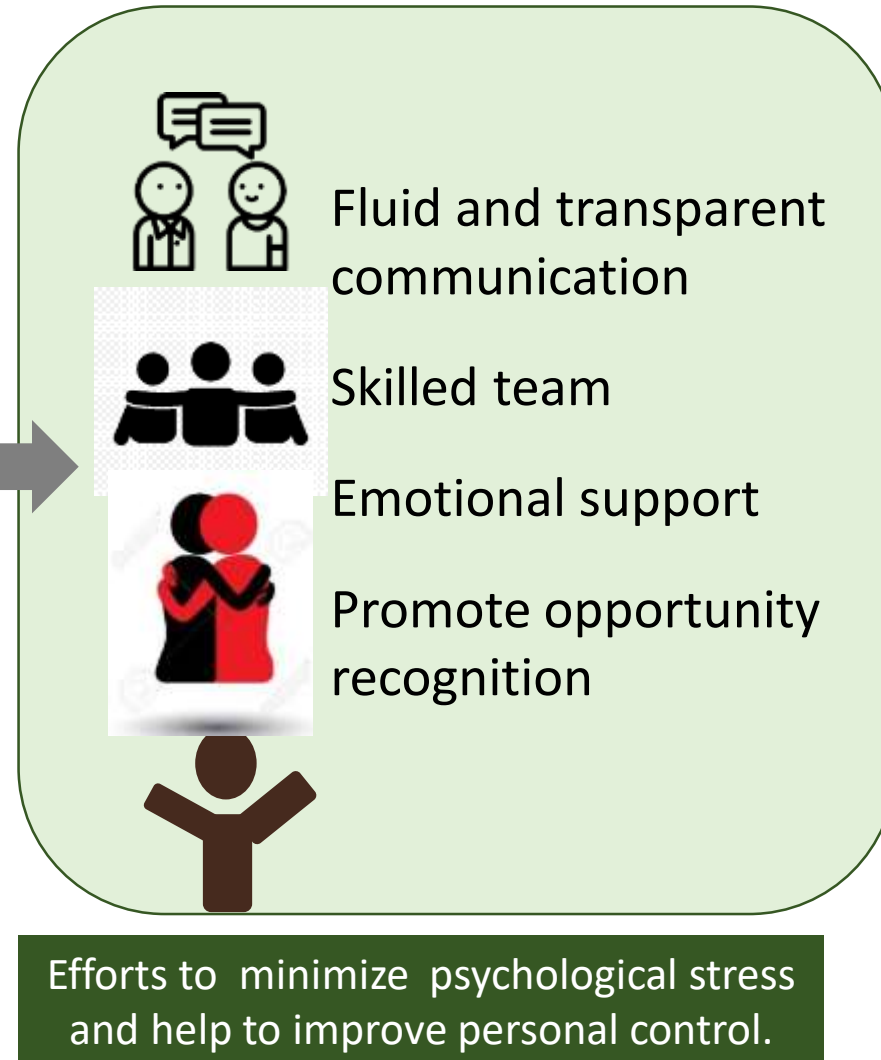 Fluid and transparent
communication
Skilled team
Emotional support
Promote opportunity
recognition
Efforts to  minimize  psychological stress
and help to improve personal control.